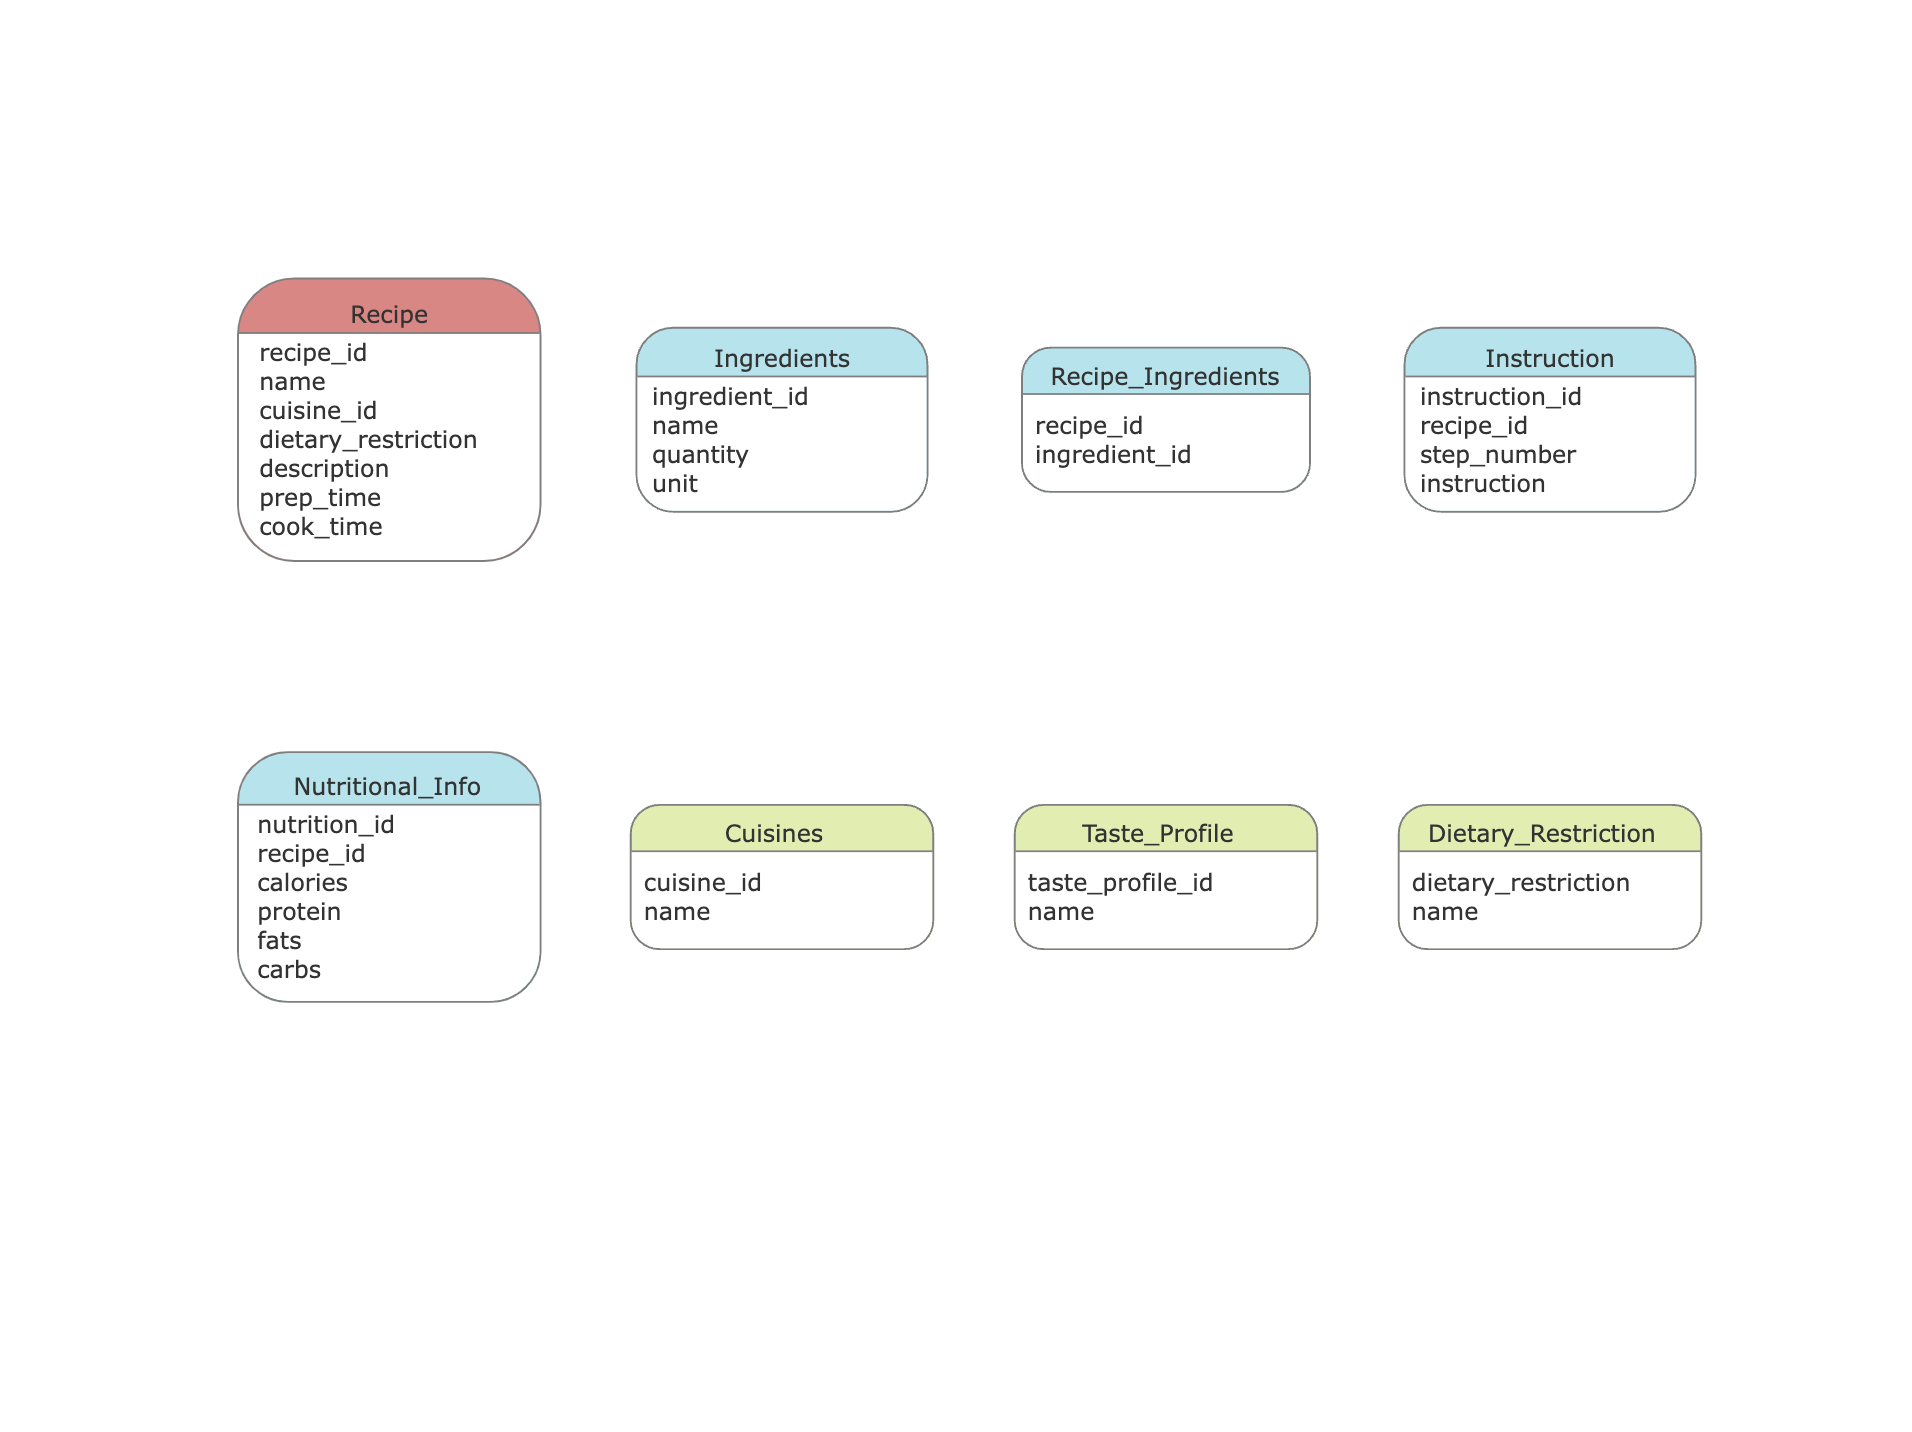 Recipe
recipe_id
name
cuisine_id
dietary_restriction
description
prep_time
cook_time
Ingredients
ingredient_id
name
quantity
unit
Recipe_Ingredients
recipe_id
ingredient_id
Instruction
instruction_id
recipe_id
step_number
instruction
Nutritional_Info
nutrition_id
recipe_id
calories
protein
fats
carbs
Cuisines
cuisine_id
name
Taste_Profile
taste_profile_id
name
Dietary_Restriction
dietary_restriction
name